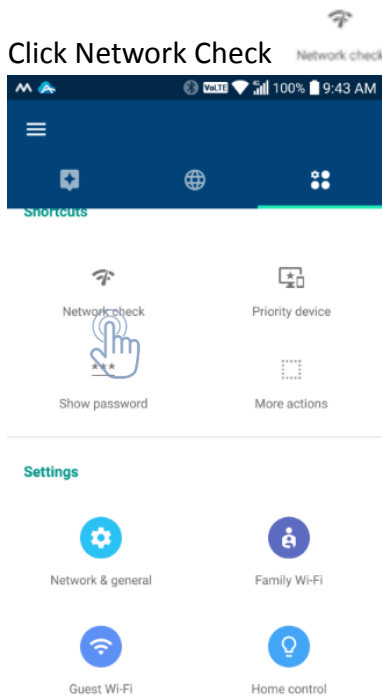 Network check
Click Network Check
VoLTE 100% 9:43 AM
Shortcuts
Network check Priority device
***
Show password More actions
Settings
Network & general Family Wi-Fi
Guest Wi-Fi Home control